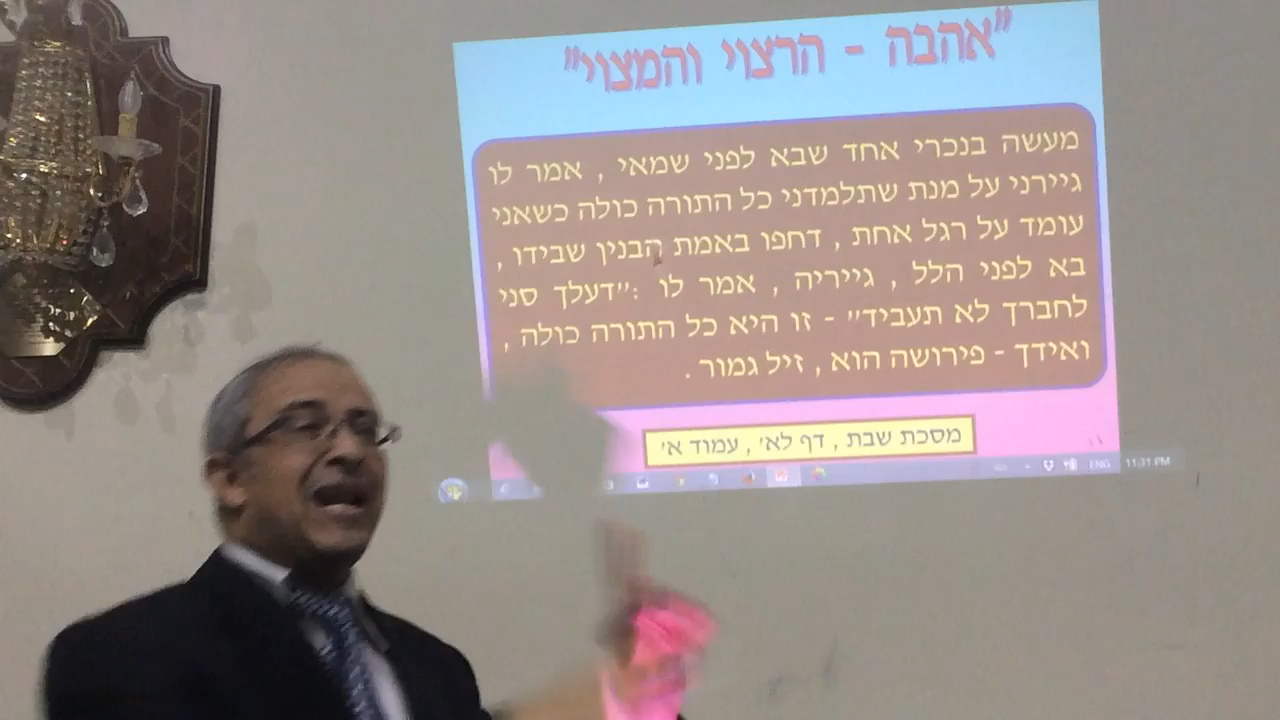 "אהבה - הרצוי והמצוי"
מעשה בנכרי אחד שבא לפני שמאי , אמר לו
גיירני על מנת שתלמדני כל התורה כולה כשאני
עומד על רגל אחת , דחפו באמת הבנין שבידו ,
בא לפני הלל , גייריה , אמר לו :"דעלך סני
לחברך לא תעביד" - זו היא כל התורה כולה ,
ואידך - פירושה הוא , זיל גמור .
מסכת שבת , דף לא' , עמוד א'
ENG 11:31 PM